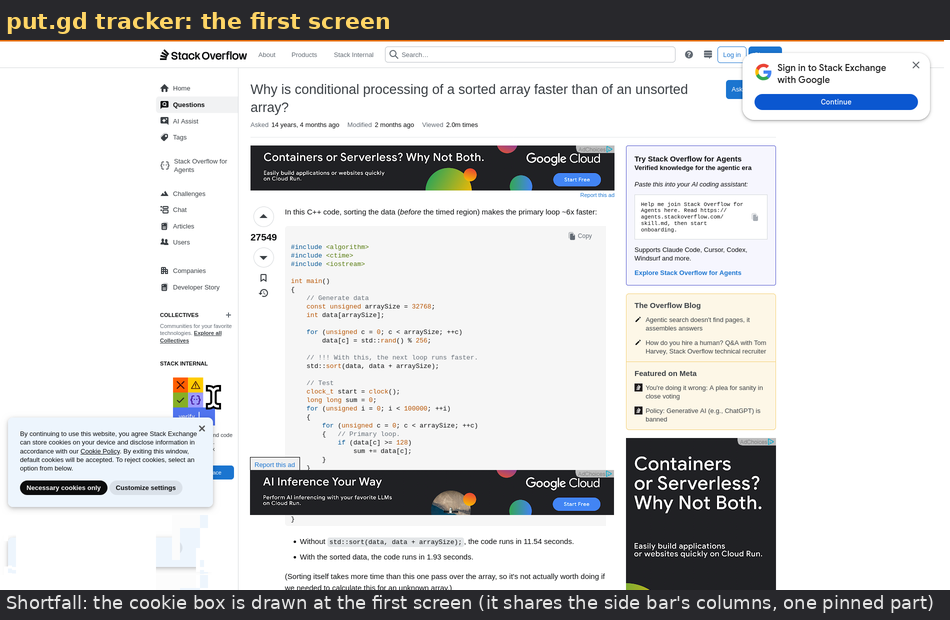 put.gd tracker: the first screen
Stack Overflow
About
Products
Stack Internal
Search…
Log in
Sign in to Stack Exchange
with Google
Continue
Home
Questions
AI Assist
Tags
Stack Overflow for
Agents
Challenges
Chat
Articles
Users
Companies
Developer Story
COLLECTIVES
Communities for your favorite
technologies. Explore all
Collectives
STACK INTERNAL
Why is conditional processing of a sorted array faster than of an unsorted
array?
Ask
Asked 14 years, 4 months ago Modified 2 months ago Viewed 2.0m times
AdChoices
Containers or Serverless? Why Not Both.
Easily build applications or websites quickly
on Cloud Run.
Google Cloud
Start Free
Report this ad
27549
In this C++ code, sorting the data (before the timed region) makes the primary loop ~6x faster:
Copy
#include <algorithm>
#include <ctime>
#include <iostream>
int main()
{
// Generate data
const unsigned arraySize = 32768;
int data[arraySize];
for (unsigned c = 0; c < arraySize; ++c)
data[c] = std::rand() % 256;
// !!! With this, the next loop runs faster.
std::sort(data, data + arraySize);
// Test
clock_t start = clock();
long long sum = 0;
for (unsigned i = 0; i < 100000; ++i)
{
for (unsigned c = 0; c < arraySize; ++c)
{ // Primary loop.
if (data[c] >= 128)
sum += data[c];
}
}
Report this ad
AdChoices
AI Inference Your Way
Perform AI inferencing with your favorite LLMs
on Cloud Run.
Google Cloud
Start Free
}
Without std::sort(data, data + arraySize);, the code runs in 11.54 seconds.
With the sorted data, the code runs in 1.93 seconds.
(Sorting itself takes more time than this one pass over the array, so it's not actually worth doing if
we needed to calculate this for an unknown array.)
Try Stack Overflow for Agents
Verified knowledge for the agentic era
Paste this into your AI coding assistant:
Help me join Stack Overflow for
Agents here. Read https://
agents.stackoverflow.com/
skill.md, then start
onboarding.
Supports Claude Code, Cursor, Codex,
Windsurf and more.
Explore Stack Overflow for Agents
The Overflow Blog
Agentic search doesn't find pages, it
assembles answers
How do you hire a human? Q&A with Tom
Harvey, Stack Overflow technical recruiter
Featured on Meta
You're doing it wrong: A plea for sanity in
close voting
Policy: Generative AI (e.g., ChatGPT) is
banned
AdChoices
Containers
or Serverless?
Why Not Both.
Easily build applications
or websites quickly on Cloud Run.
By continuing to use this website, you agree Stack Exchange
can store cookies on your device and disclose information in
accordance with our Cookie Policy. By exiting this window,
default cookies will be accepted. To reject cookies, select an
option from below.
Necessary cookies only
Customize settings
Shortfall: the cookie box is drawn at the first screen (it shares the side bar's columns, one pinned part)